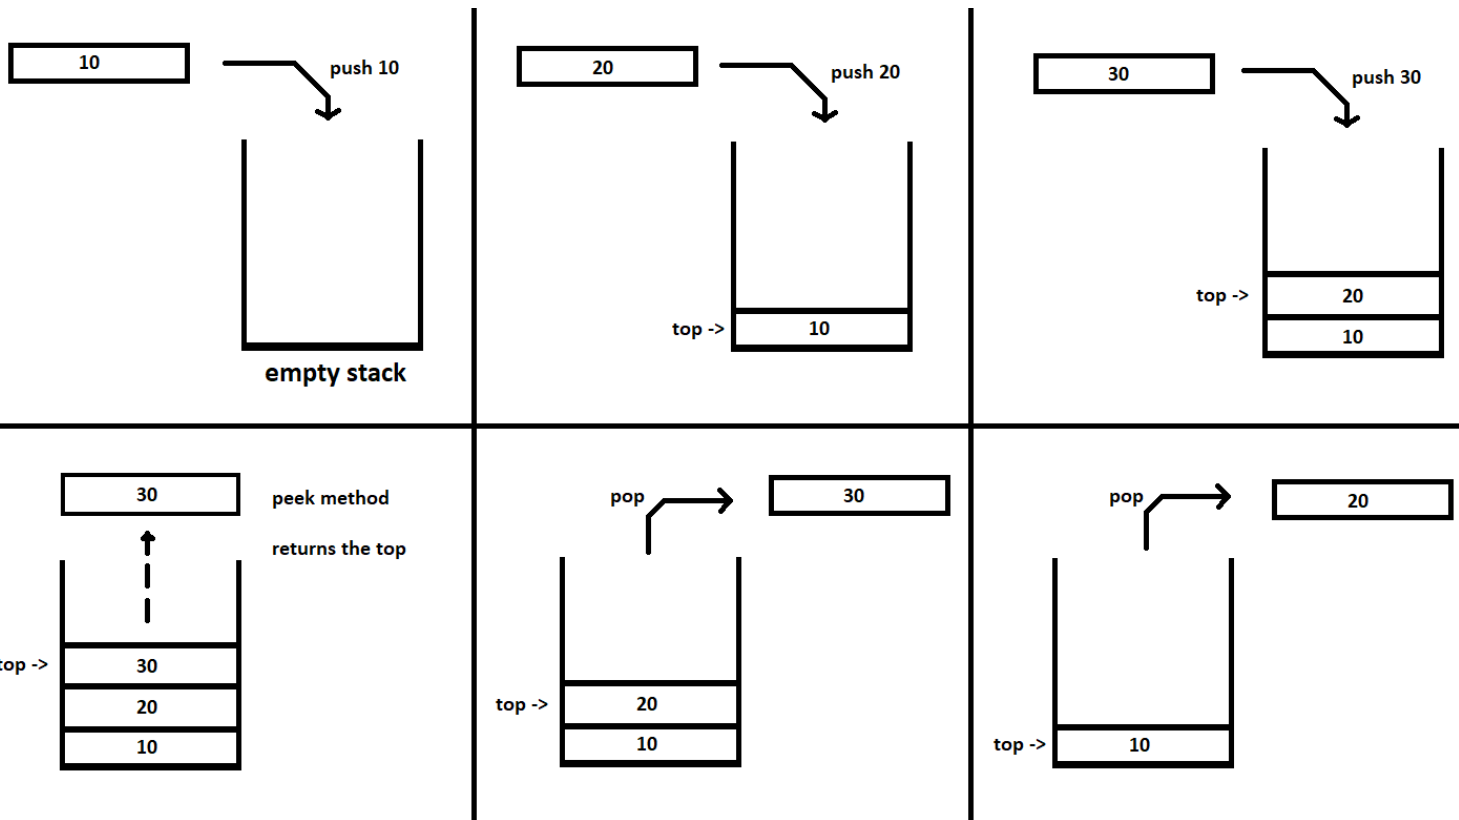 10
push 10
empty stack
20
push 20
top ->
10
30
push 30
top ->
20
10
30
peek method
returns the top
top ->
30
20
10
pop
30
top ->
20
10
pop
20
top ->
10